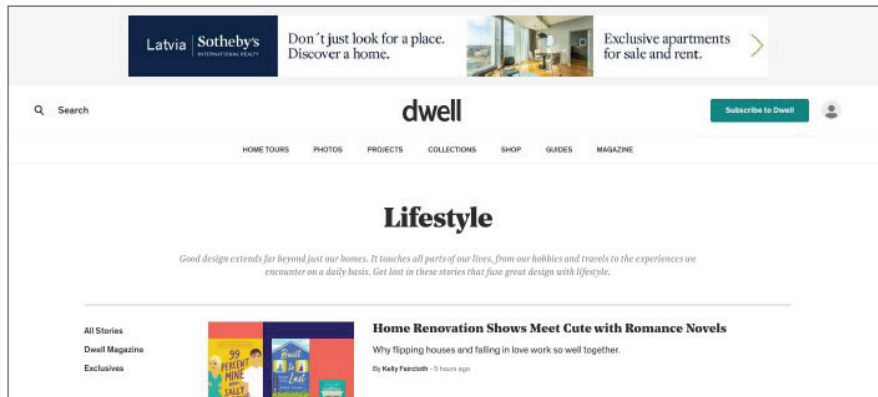 Latvia Sotheby's
INTERNATIONAL REALTY
Don´t just look for a place.
Discover a home.
Exclusive apartments
for sale and rent.
Search
dwell
Subscribe to Dwell
HOME TOURS PHOTOS PROJECTS COLLECTIONS SHOP GUIDES MAGAZINE
Lifestyle
Good design extends far beyond just our homes. It touches all parts of our lives, from our hobbies and travels to the experiences we
encounter on a daily basis. Get lost in these stories that fuse great design with lifestyle.
All Stories
Dwell Magazine
Exclusives
99
PERCENT
MINE
SALLY
Built
to
Last
Home Renovation Shows Meet Cute with Romance Novels
Why flipping houses and falling in love work so well together.
By Kelly Faircloth - 5 hours ago